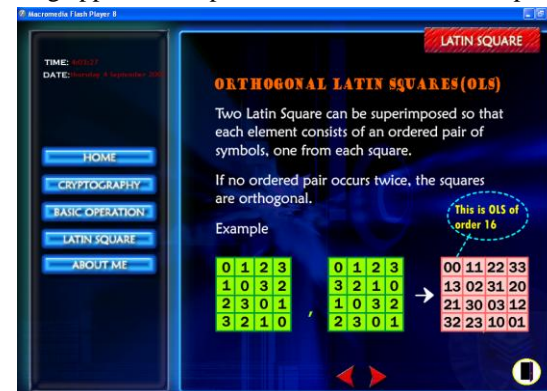 Macromedia Flash Player 8
LATIN SQUARE
TIME:
DATE:
ORTHOGONAL LATIN SQUARES(OLS)
Two Latin Square can be superimposed so that
each element consists of an ordered pair of
symbols, one from each square.
If no ordered pair occurs twice, the squares
are orthogonal.
Example
This is OLS of
order 16
HOME
CRYPTOGRAPHY
BASIC OPERATION
LATIN SQUARE
ABOUT ME
0 1 2 3 0 1 2 3 00 11 22 33
1 0 3 2 3 2 1 0 13 02 31 20
2 3 0 1 , 1 0 3 2 → 21 30 03 12
3 2 1 0 2 3 0 1 32 23 10 01